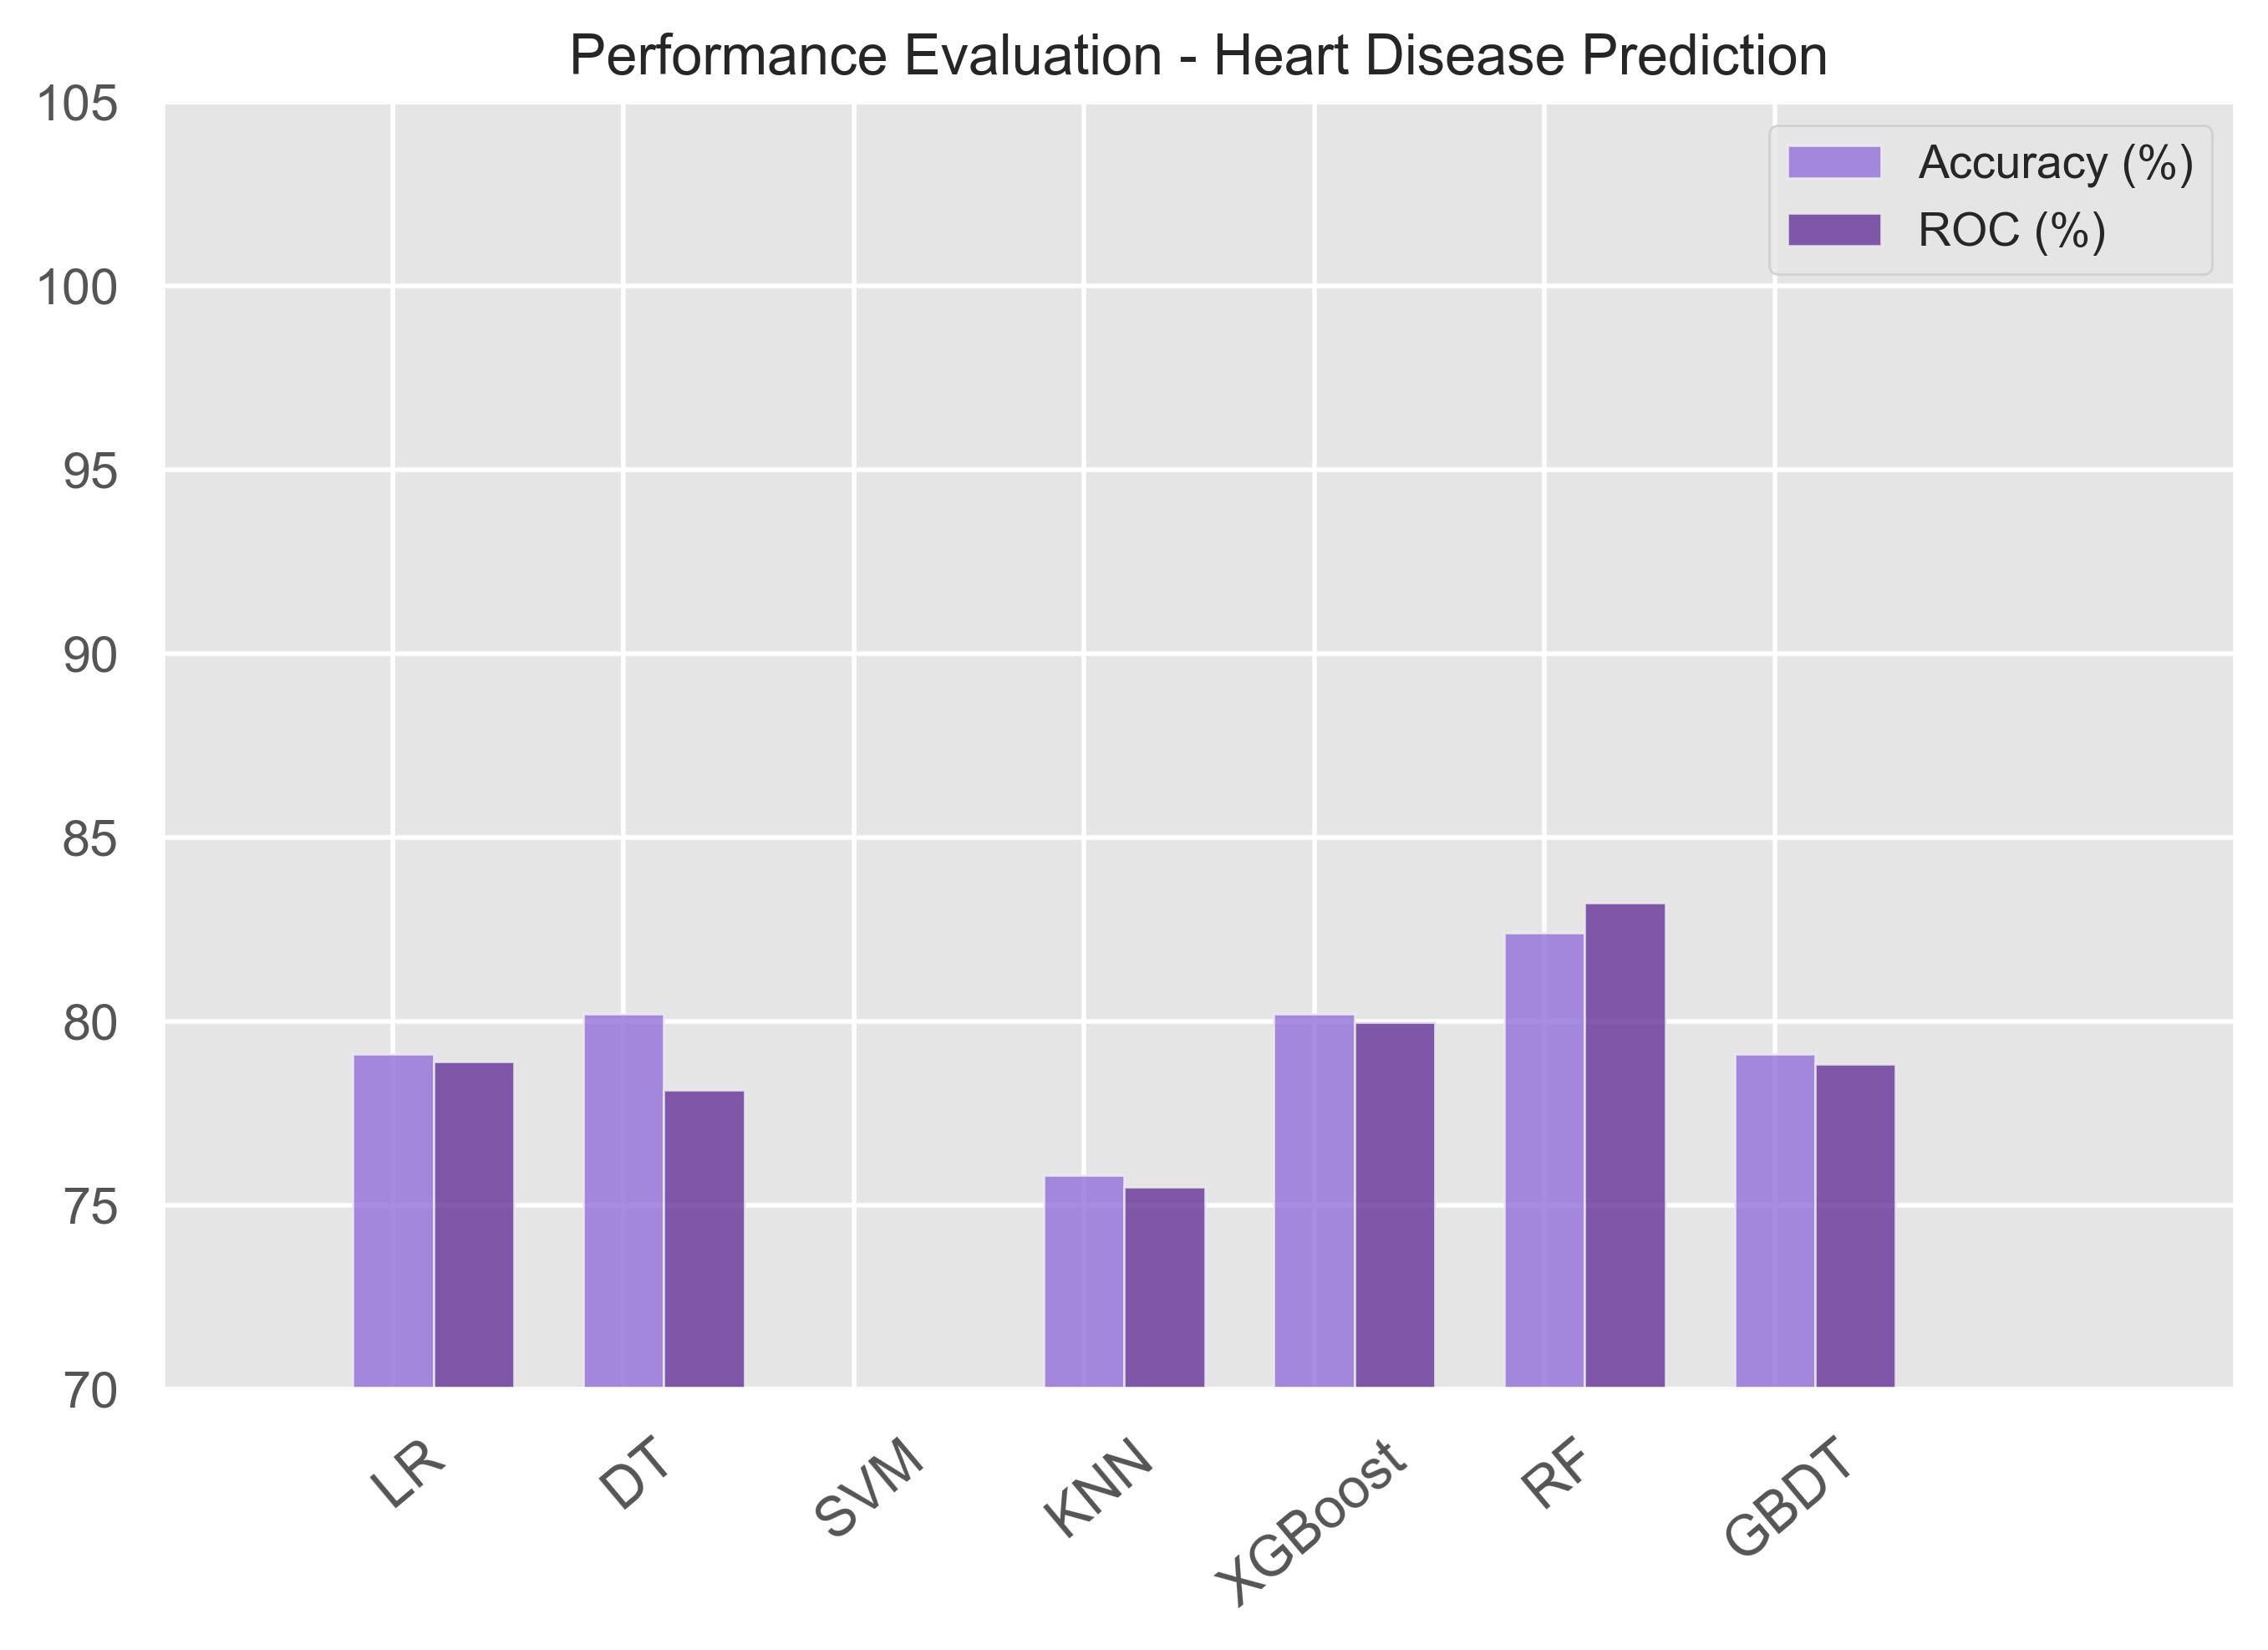 Performance Evaluation - Heart Disease Prediction
105
100
95
90
85
80
75
70
Accuracy (%)
ROC (%)
LR
DT
SVM
KNN
XGBoost
RF
GBDT